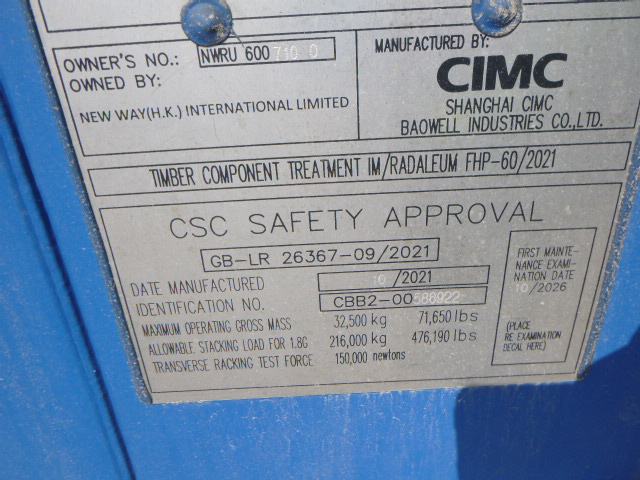 OWNER'S NO.: NWRU 600710 0
OWNED BY:
NEW WAY(H.K.) INTERNATIONAL LIMITED
MANUFACTURED BY:
CIMC
SHANGHAI CIMC
BAOWELL INDUSTRIES CO.,LTD.
TIMBER COMPONENT TREATMENT IM/RADALEUM FHP-60/2021
CSC SAFETY APPROVAL
GB-LR 26367-09/2021
DATE MANUFACTURED 10/2021
IDENTIFICATION NO. CBB2-00
MAXIMUM OPERATING GROSS MASS 32,500 kg 71,650 lbs
ALLOWABLE STACKING LOAD FOR 1.8G 216,000 kg 476,190 lbs
TRANSVERSE RACKING TEST FORCE 150,000 newtons
FIRST MAINTE-
NANCE EXAMI-
NATION DATE
10/2026
(PLACE
RE EXAMINATION
DECAL HERE)